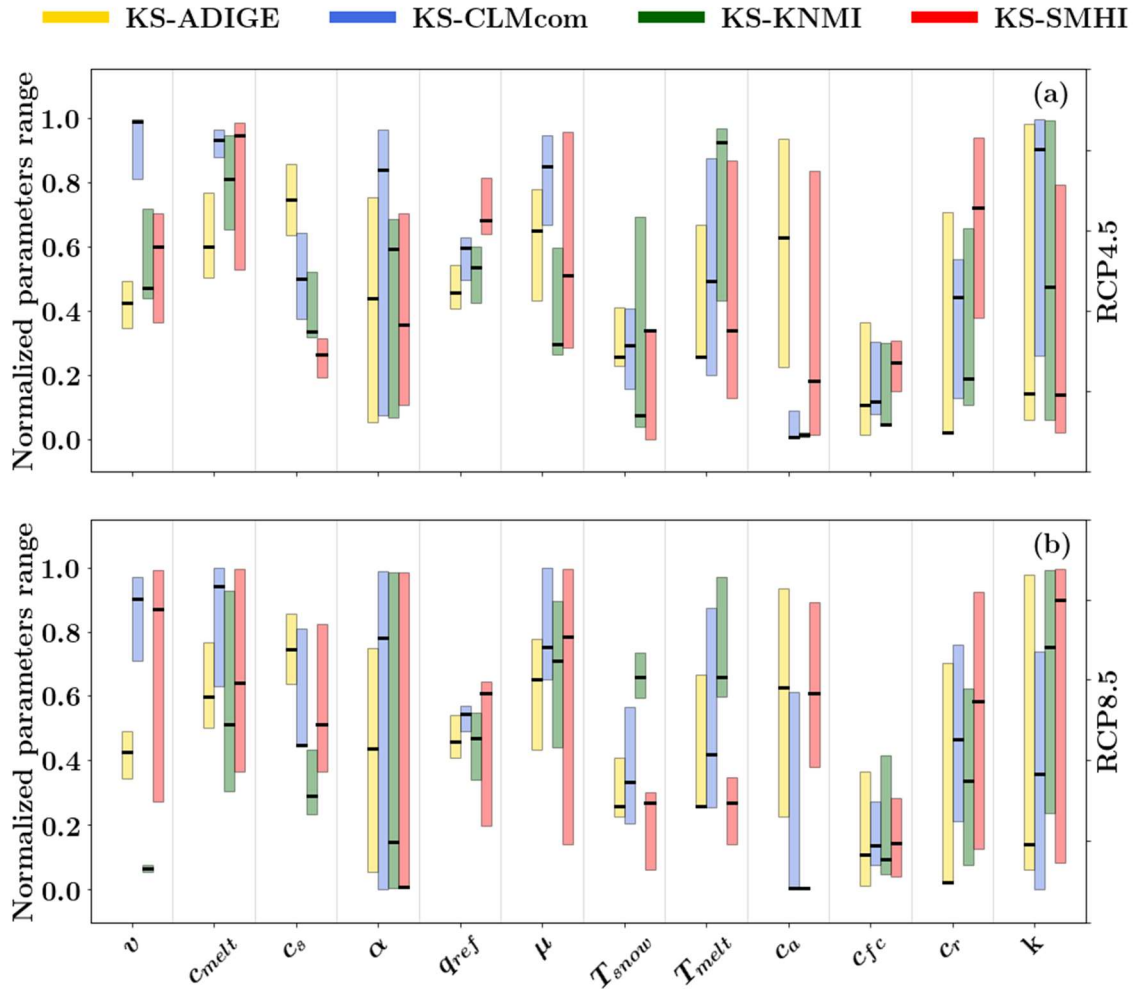 KS-ADIGE KS-CLMcom KS-KNMI KS-SMHI
(a)
Normalized parameters range
1.0
0.8
0.6
0.4
0.2
0.0
RCP4.5
(b)
Normalized parameters range
1.0
0.8
0.6
0.4
0.2
0.0
RCP8.5
v c_melt c_s α q_ref μ T_snow T_melt c_a c_fc c_r k